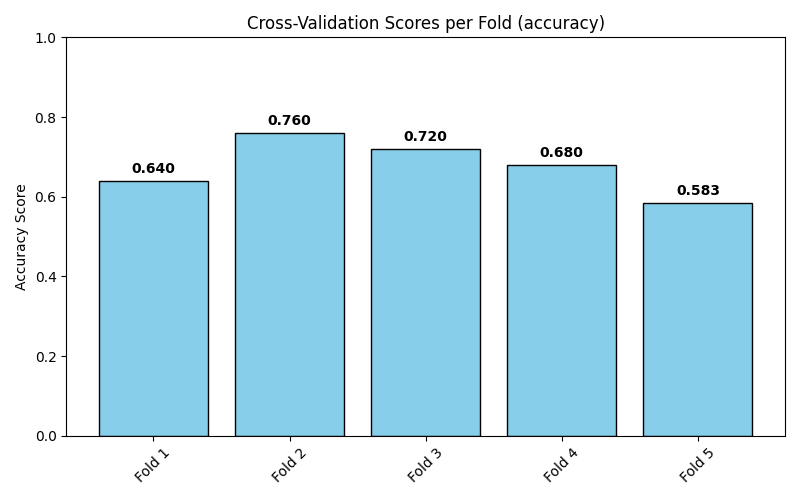 Cross-Validation Scores per Fold (accuracy)
1.0
0.8
0.6
0.4
0.2
0.0
Accuracy Score
0.640
0.760
0.720
0.680
0.583
Fold 1
Fold 2
Fold 3
Fold 4
Fold 5